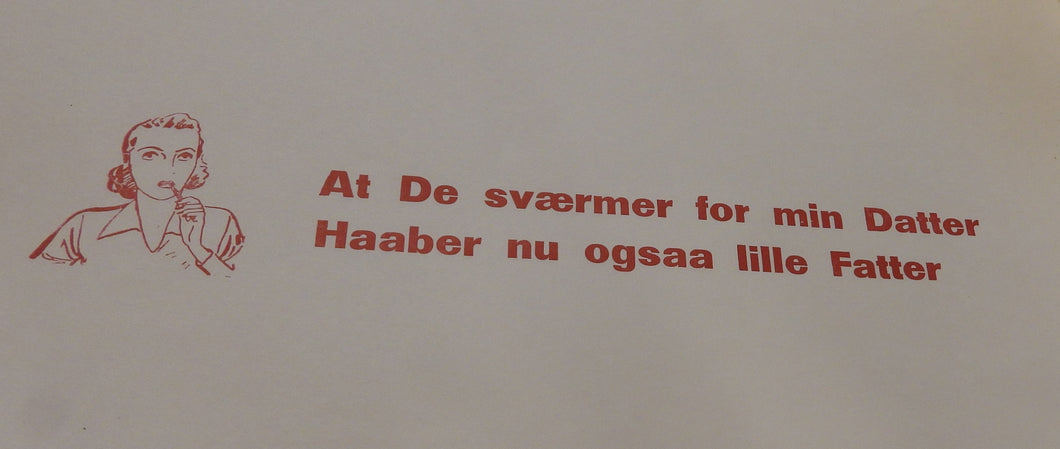 At De sværmer for min Datter
Haaber nu ogsaa lille Fatter